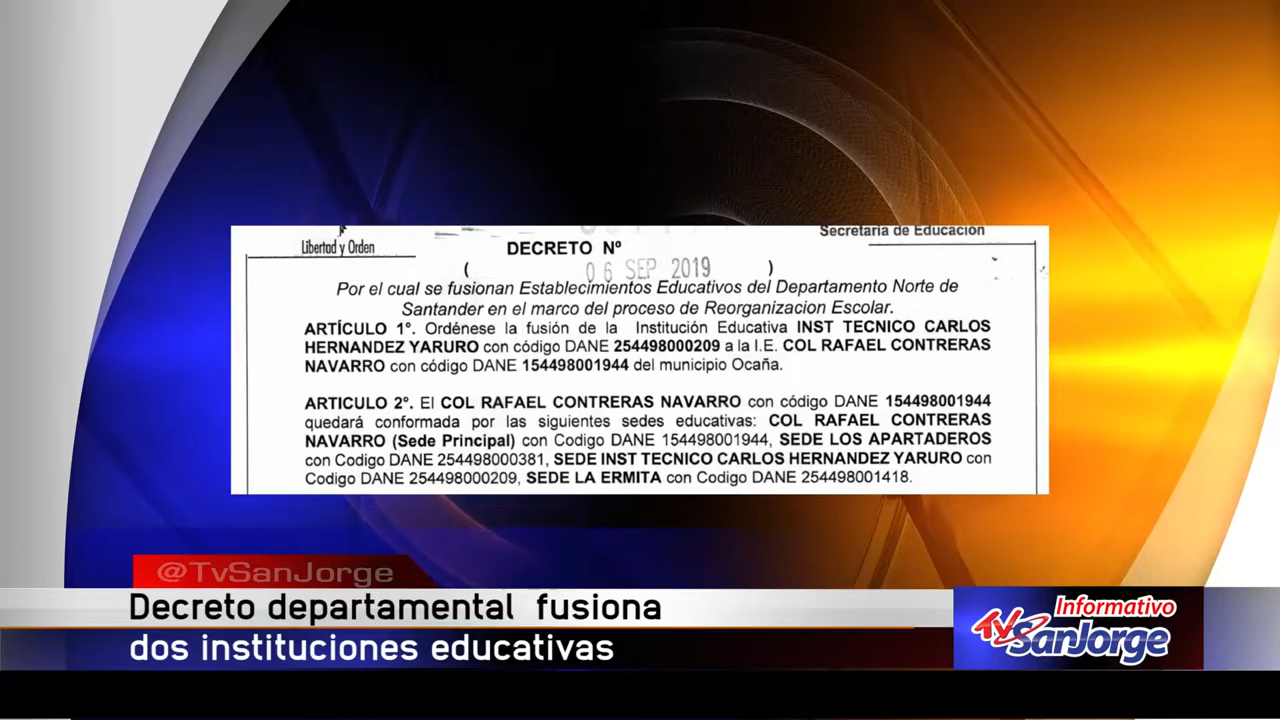 Libertad y Orden
Secretaria de Educación
DECRETO Nº
( 06 SEP 2019 )
Por el cual se fusionan Establecimientos Educativos del Departamento Norte de
Santander en el marco del proceso de Reorganizacion Escolar.
ARTÍCULO 1°. Ordénese la fusión de la Institución Educativa INST TECNICO CARLOS
HERNANDEZ YARURO con código DANE 254498000209 a la I.E. COL RAFAEL CONTRERAS
NAVARRO con código DANE 154498001944 del municipio Ocaña.
ARTICULO 2°. El COL RAFAEL CONTRERAS NAVARRO con código DANE 154498001944
quedará conformada por las siguientes sedes educativas: COL RAFAEL CONTRERAS
NAVARRO (Sede Principal) con Codigo DANE 154498001944, SEDE LOS APARTADEROS
con Codigo DANE 254498000381, SEDE INST TECNICO CARLOS HERNANDEZ YARURO con
Codigo DANE 254498000209, SEDE LA ERMITA con Codigo DANE 254498001418.
@TvSanJorge
Decreto departamental fusiona
dos instituciones educativas
Informativo
TV SanJorge